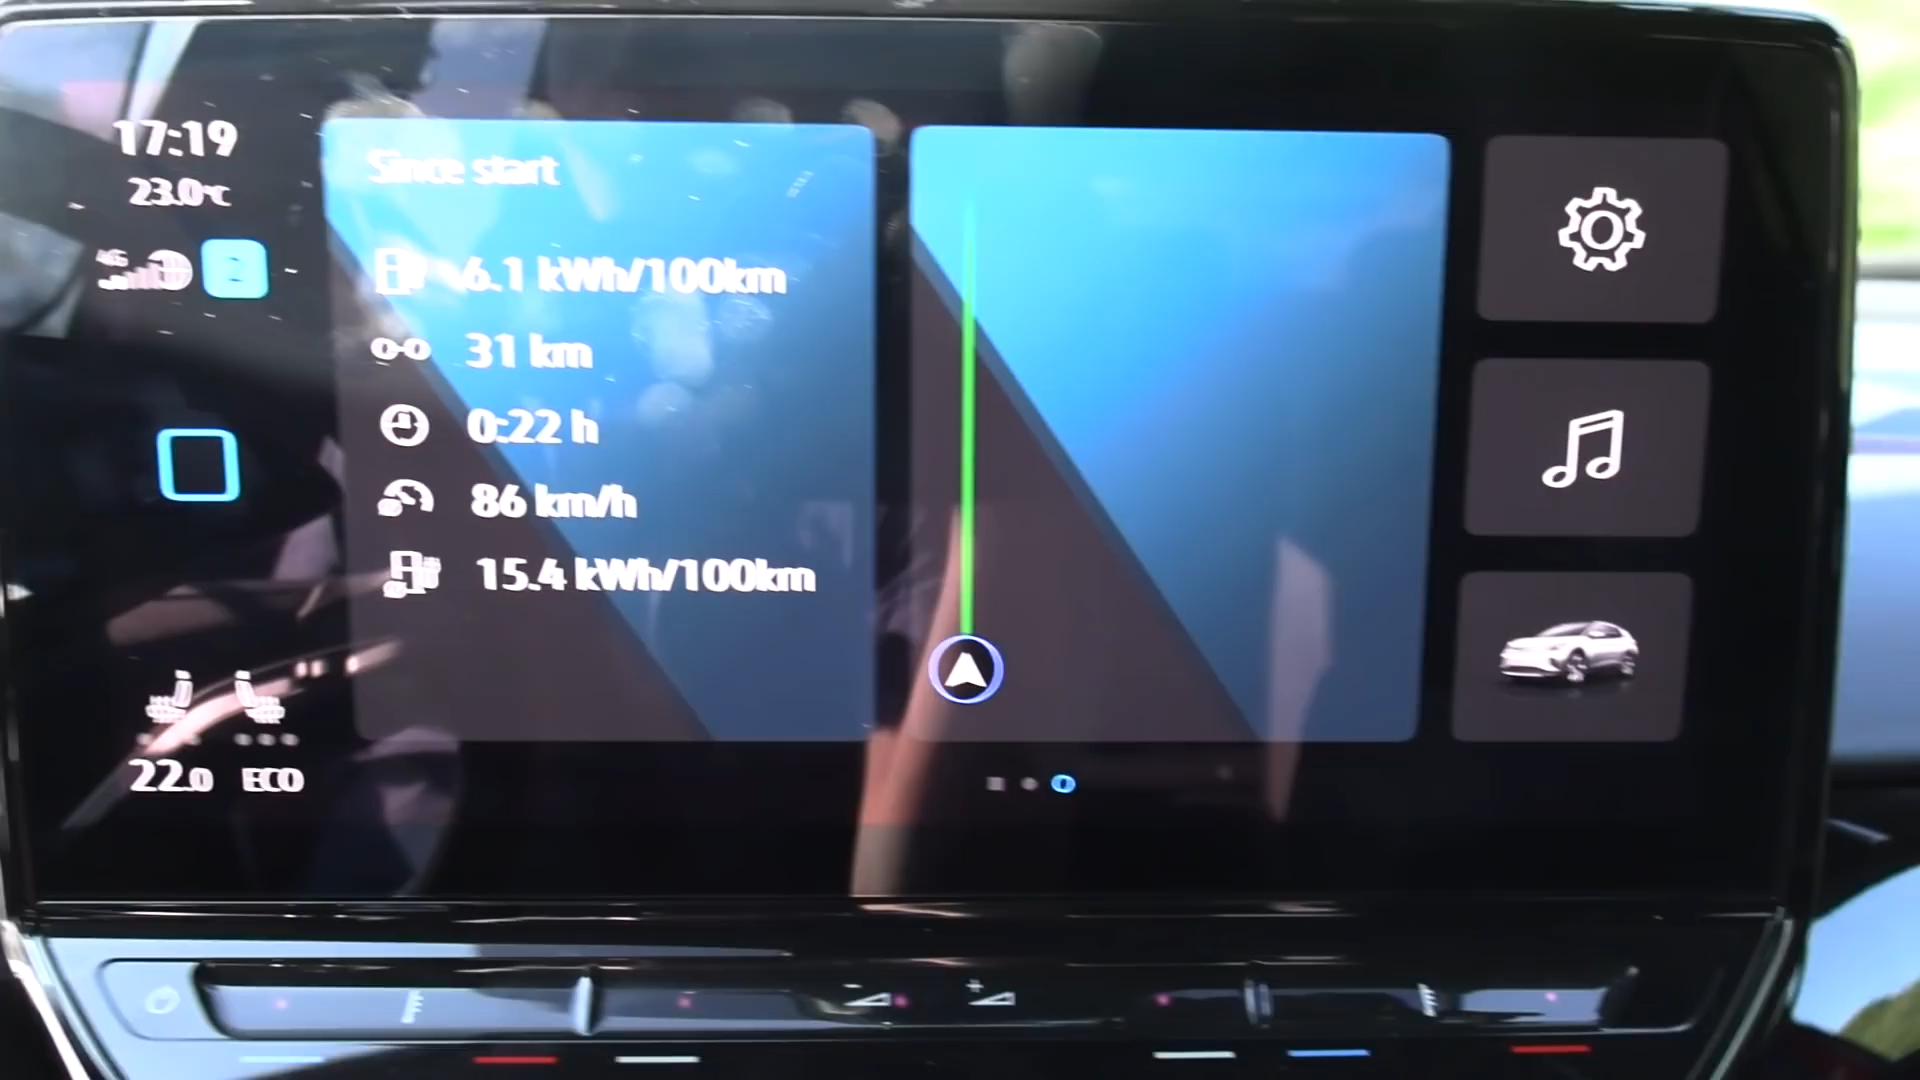 17:19
23.0°C
4G
Since start
6.1 kWh/100km
31 km
0:22 h
86 km/h
15.4 kWh/100km
22.0 ECO